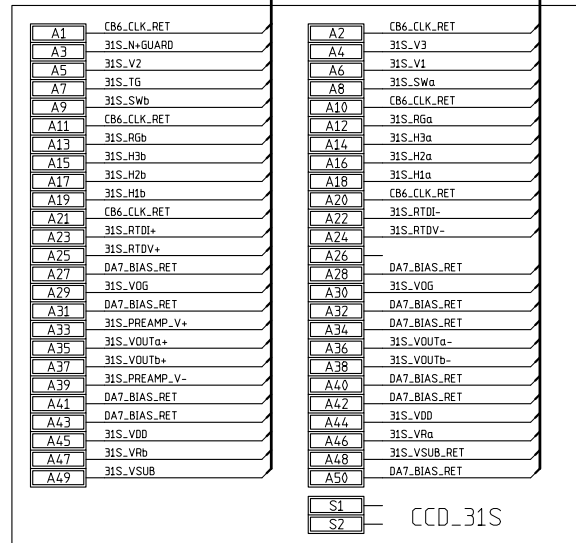 A1 CB6_CLK_RET
A3 31S_N+GUARD
A5 31S_V2
A7 31S_TG
A9 31S_SWb
A11 CB6_CLK_RET
A13 31S_RGb
A15 31S_H3b
A17 31S_H2b
A19 31S_H1b
A21 CB6_CLK_RET
A23 31S_RTDI+
A25 31S_RTDV+
A27 DA7_BIAS_RET
A29 31S_VOG
A31 DA7_BIAS_RET
A33 31S_PREAMP_V+
A35 31S_VOUTa+
A37 31S_VOUTb+
A39 31S_PREAMP_V-
A41 DA7_BIAS_RET
A43 DA7_BIAS_RET
A45 31S_VDD
A47 31S_VRb
A49 31S_VSUB
A2 CB6_CLK_RET
A4 31S_V3
A6 31S_V1
A8 31S_SWa
A10 CB6_CLK_RET
A12 31S_RGa
A14 31S_H3a
A16 31S_H2a
A18 31S_H1a
A20 CB6_CLK_RET
A22 31S_RTDI-
A24 31S_RTDV-
A26
A28 DA7_BIAS_RET
A30 31S_VOG
A32 DA7_BIAS_RET
A34 DA7_BIAS_RET
A36 31S_VOUTa-
A38 31S_VOUTb-
A40 DA7_BIAS_RET
A42 DA7_BIAS_RET
A44 31S_VDD
A46 31S_VRa
A48 31S_VSUB_RET
A50 DA7_BIAS_RET
S1
S2
CCD_31S